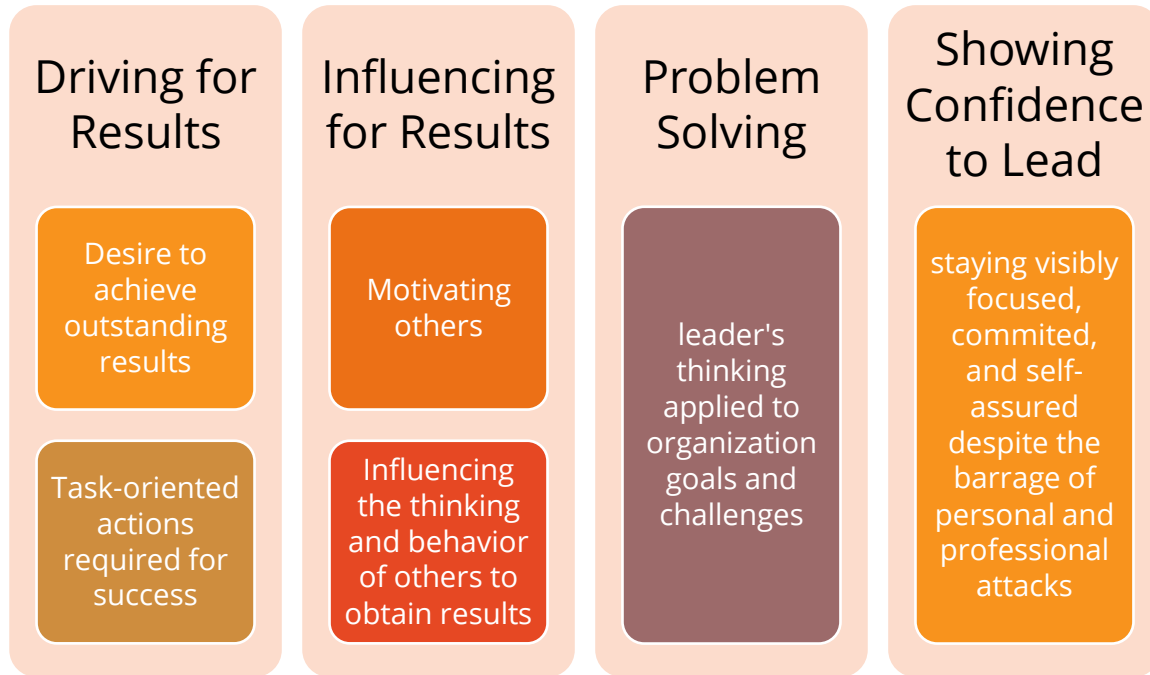 Driving for
Results
Desire to
achieve
outstanding
results
Task-oriented
actions
required for
success
Influencing
for Results
Motivating
others
Influencing
the thinking
and behavior
of others to
obtain results
Problem
Solving
leader's
thinking
applied to
organization
goals and
challenges
Showing
Confidence
to Lead
staying visibly
focused,
commited,
and self-
assured
despite the
barrage of
personal and
professional
attacks